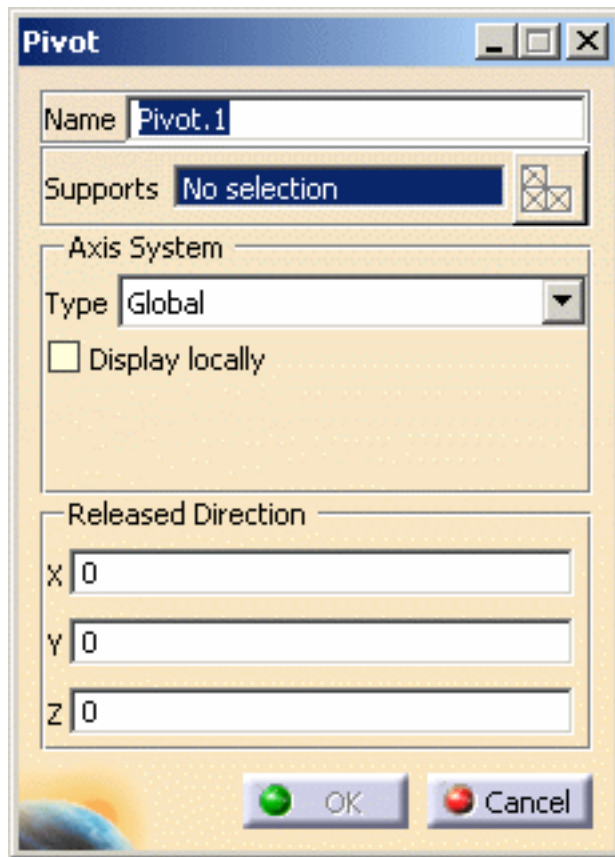 Pivot
Name Pivot.1
Supports No selection
Axis System
Type Global
Display locally
Released Direction
X 0
Y 0
Z 0
OK Cancel